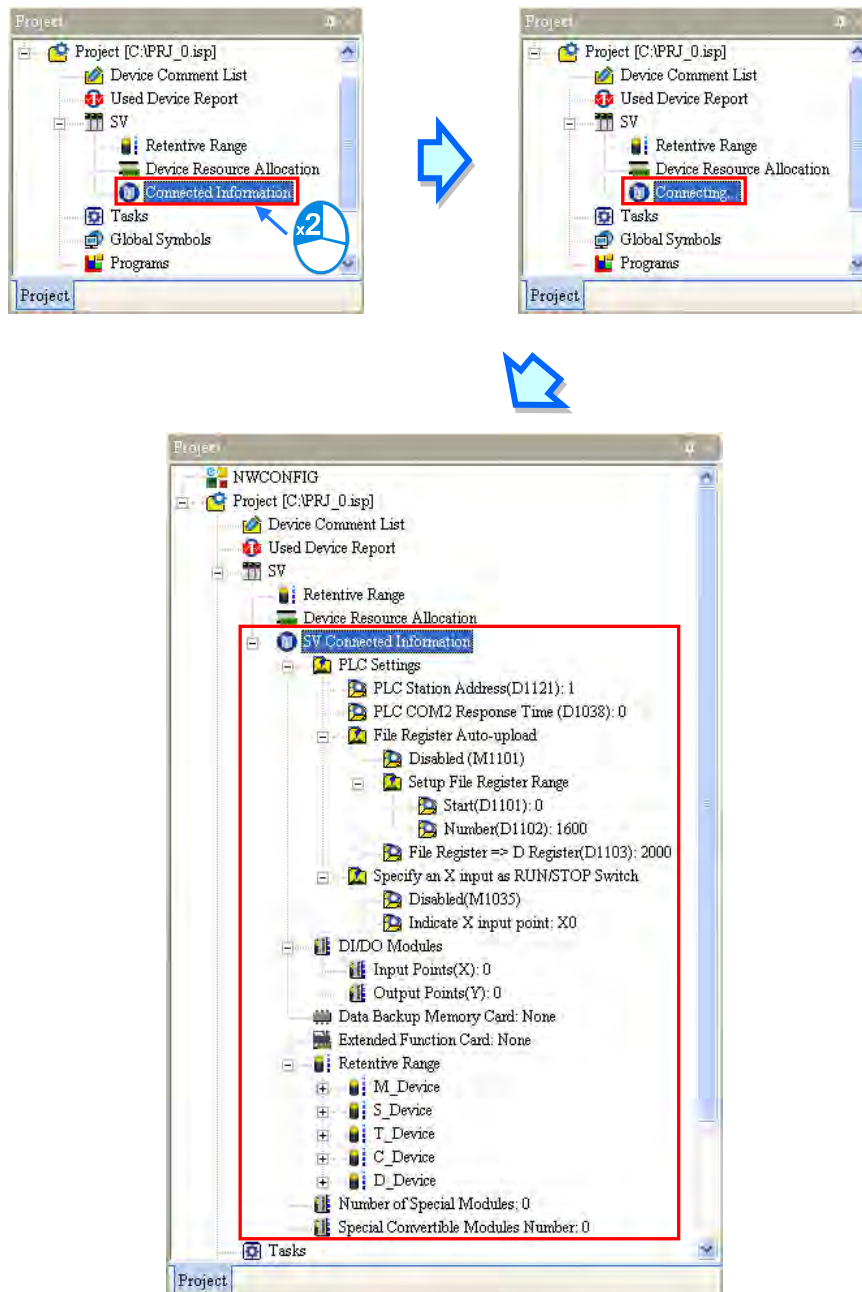 Project
Project [C:\PRJ_0.isp]
Device Comment List
Used Device Report
SV
Retentive Range
Device Resource Allocation
Connected Information
x2
Tasks
Global Symbols
Programs
Project
Project
Project [C:\PRJ_0.isp]
Device Comment List
Used Device Report
SV
Retentive Range
Device Resource Allocation
Connecting.
Tasks
Global Symbols
Programs
Project
Project
NWCONFIG
Project [C:\PRJ_0.isp]
Device Comment List
Used Device Report
SV
Retentive Range
Device Resource Allocation
SV Connected Information
PLC Settings
PLC Station Address(D1121): 1
PLC COM2 Response Time (D1038): 0
File Register Auto-upload
Disabled (M1101)
Setup File Register Range
Start(D1101): 0
Number(D1102): 1600
File Register => D Register(D1103): 2000
Specify an X input as RUN/STOP Switch
Disabled(M1035)
Indicate X input point: X0
DI/DO Modules
Input Points(X): 0
Output Points(Y): 0
Data Backup Memory Card: None
Extended Function Card: None
Retentive Range
M_Device
S_Device
T_Device
C_Device
D_Device
Number of Special Modules: 0
Special Convertible Modules Number: 0
Tasks
Project